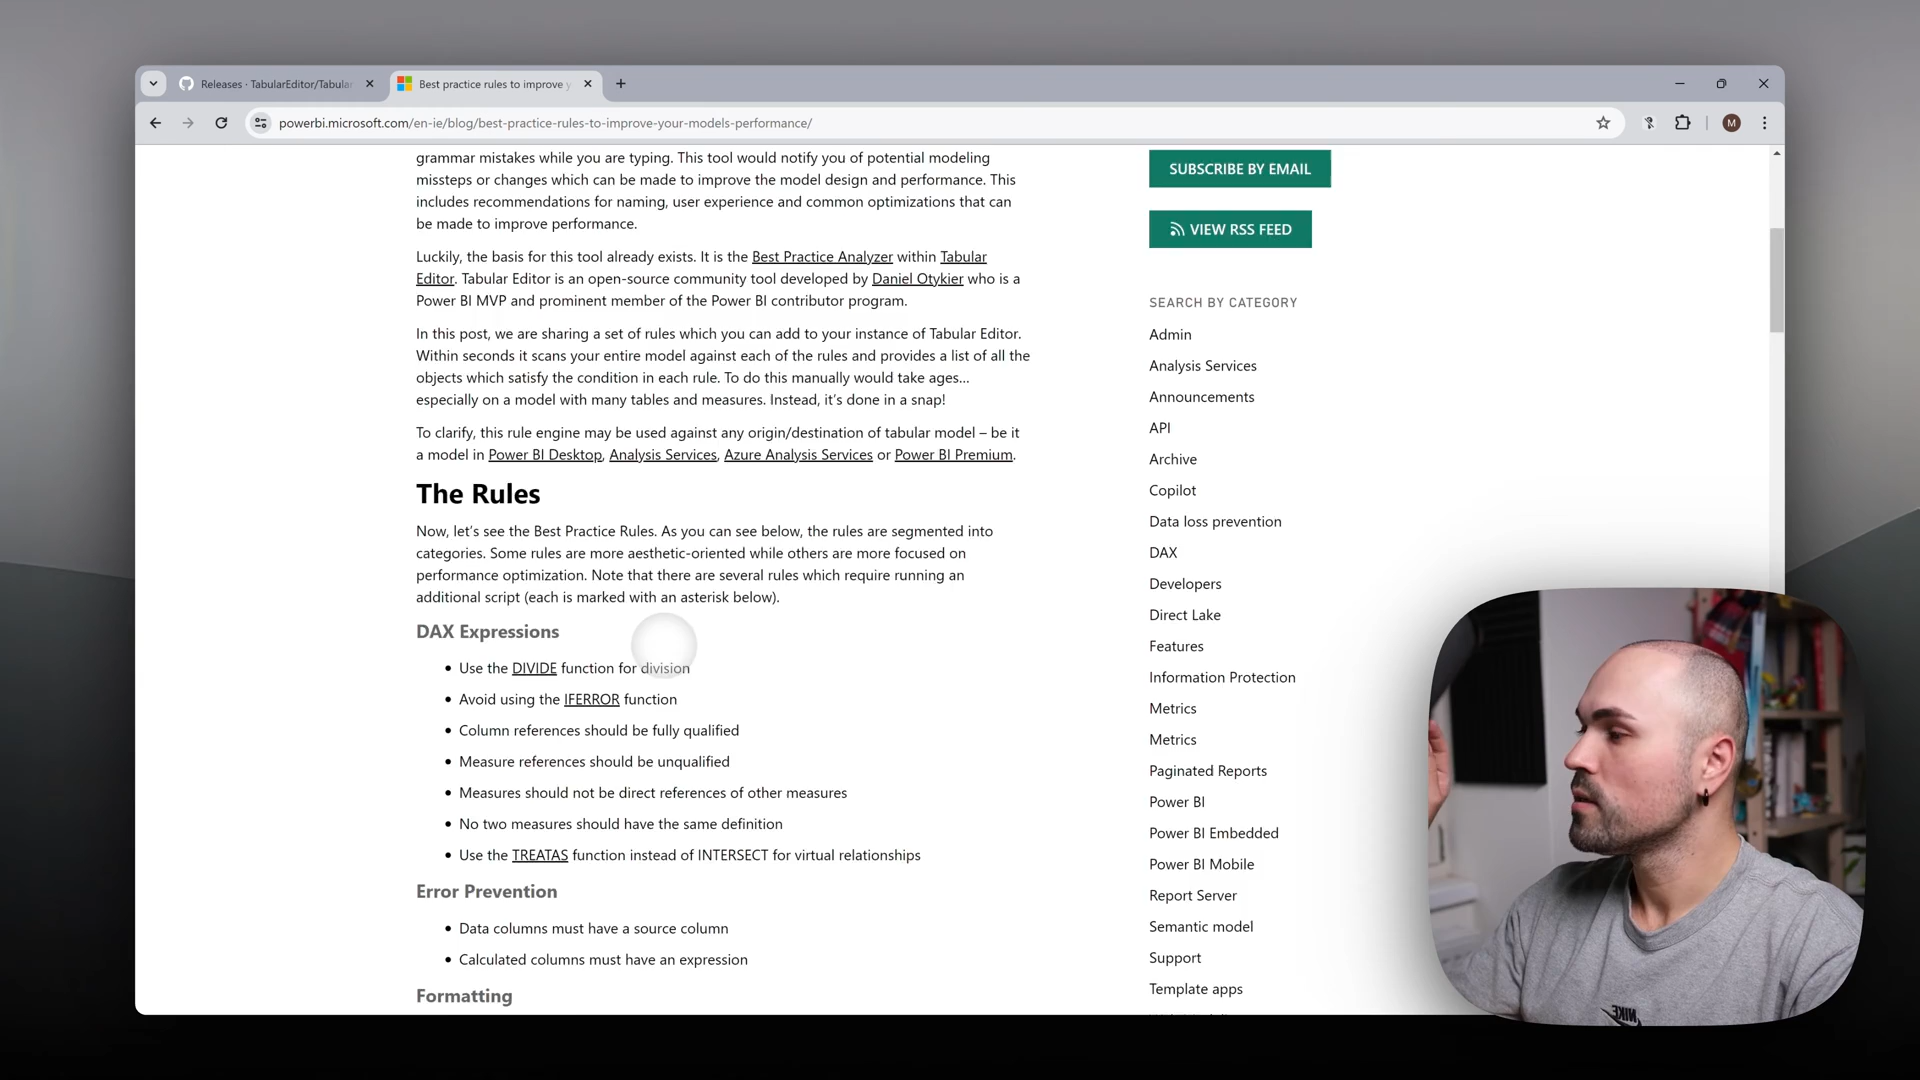 Releases · TabularEditor/Tabular
Best practice rules to improve y
powerbi.microsoft.com/en-ie/blog/best-practice-rules-to-improve-your-models-performance/
M
grammar mistakes while you are typing. This tool would notify you of potential modeling
missteps or changes which can be made to improve the model design and performance. This
includes recommendations for naming, user experience and common optimizations that can
be made to improve performance.
Luckily, the basis for this tool already exists. It is the Best Practice Analyzer within Tabular
Editor. Tabular Editor is an open-source community tool developed by Daniel Otykier who is a
Power BI MVP and prominent member of the Power BI contributor program.
In this post, we are sharing a set of rules which you can add to your instance of Tabular Editor.
Within seconds it scans your entire model against each of the rules and provides a list of all the
objects which satisfy the condition in each rule. To do this manually would take ages…
especially on a model with many tables and measures. Instead, it’s done in a snap!
To clarify, this rule engine may be used against any origin/destination of tabular model – be it
a model in Power BI Desktop, Analysis Services, Azure Analysis Services or Power BI Premium.
The Rules
Now, let’s see the Best Practice Rules. As you can see below, the rules are segmented into
categories. Some rules are more aesthetic-oriented while others are more focused on
performance optimization. Note that there are several rules which require running an
additional script (each is marked with an asterisk below).
DAX Expressions
• Use the DIVIDE function for division
• Avoid using the IFERROR function
• Column references should be fully qualified
• Measure references should be unqualified
• Measures should not be direct references of other measures
• No two measures should have the same definition
• Use the TREATAS function instead of INTERSECT for virtual relationships
Error Prevention
• Data columns must have a source column
• Calculated columns must have an expression
Formatting
SUBSCRIBE BY EMAIL
VIEW RSS FEED
SEARCH BY CATEGORY
Admin
Analysis Services
Announcements
API
Archive
Copilot
Data loss prevention
DAX
Developers
Direct Lake
Features
Information Protection
Metrics
Metrics
Paginated Reports
Power BI
Power BI Embedded
Power BI Mobile
Report Server
Semantic model
Support
Template apps
NIKE